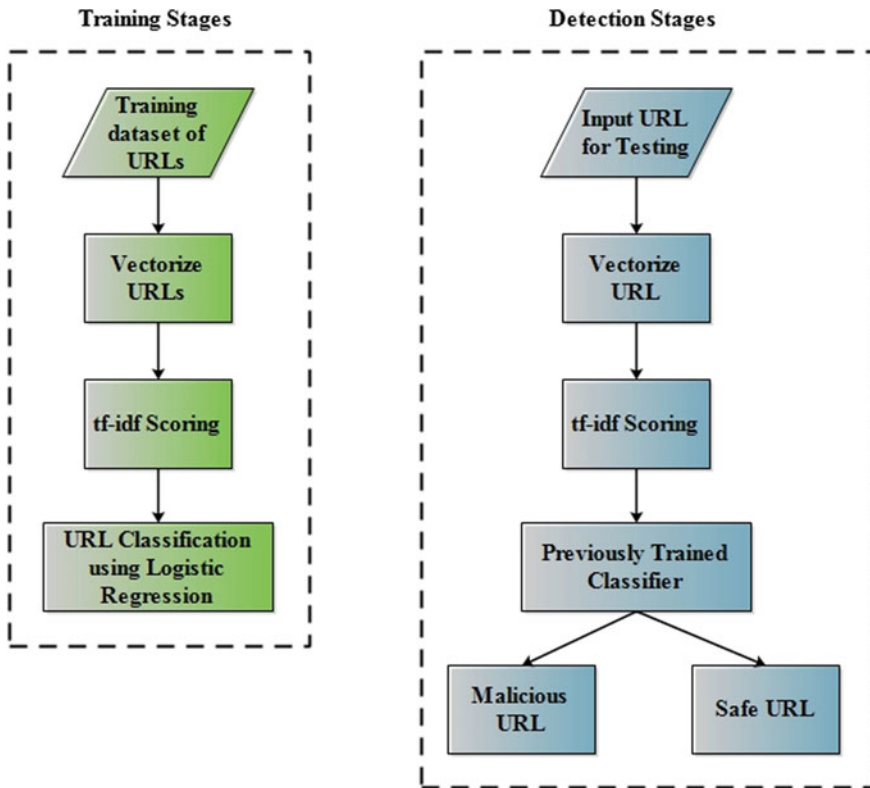 Training Stages
Training
dataset of
URLs
Vectorize
URLs
tf-idf Scoring
URL Classification
using Logistic
Regression
Detection Stages
Input URL
for Testing
Vectorize
URL
tf-idf Scoring
Previously Trained
Classifier
Malicious
URL
Safe URL